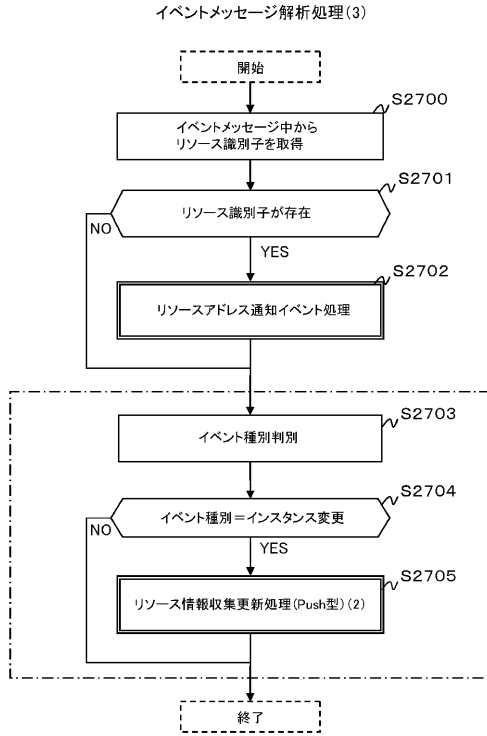 イベントメッセージ解析処理(3)
開始
S2700
イベントメッセージ中から
リソース識別子を取得
S2701
リソース識別子が存在
NO
YES
S2702
リソースアドレス通知イベント処理
S2703
イベント種別判別
S2704
イベント種別＝インスタンス変更
NO
YES
S2705
リソース情報収集更新処理(Push型)(2)
終了